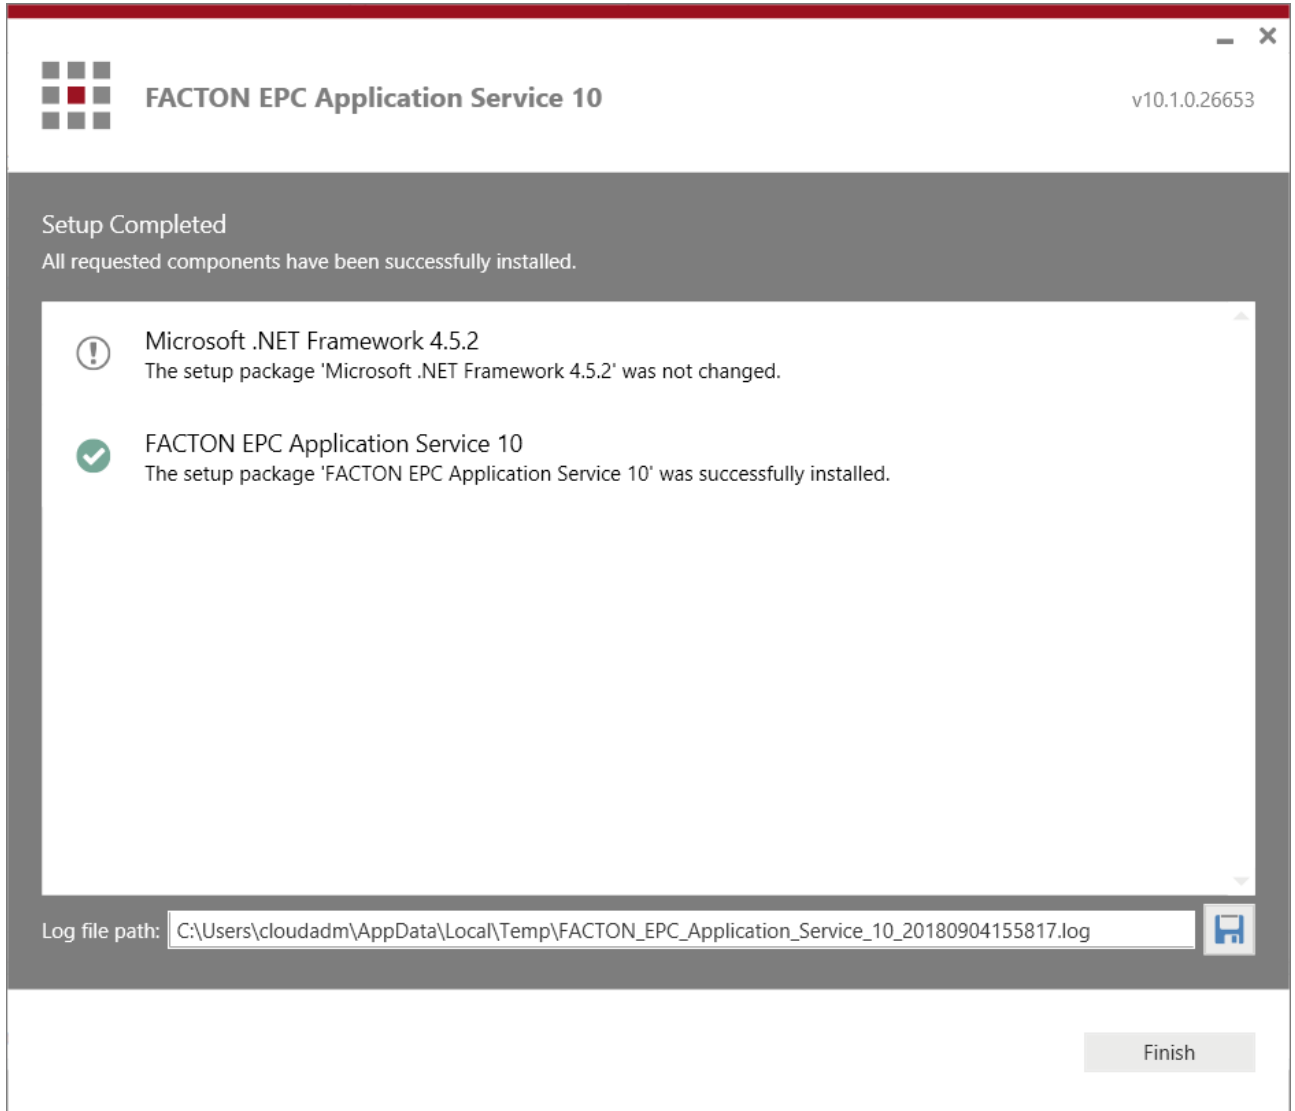 FACTON EPC Application Service 10
v10.1.0.26653
Setup Completed
All requested components have been successfully installed.
Microsoft .NET Framework 4.5.2
The setup package 'Microsoft .NET Framework 4.5.2' was not changed.
FACTON EPC Application Service 10
The setup package 'FACTON EPC Application Service 10' was successfully installed.
Log file path: C:\Users\cloudadm\AppData\Local\Temp\FACTON_EPC_Application_Service_10_20180904155817.log
Finish